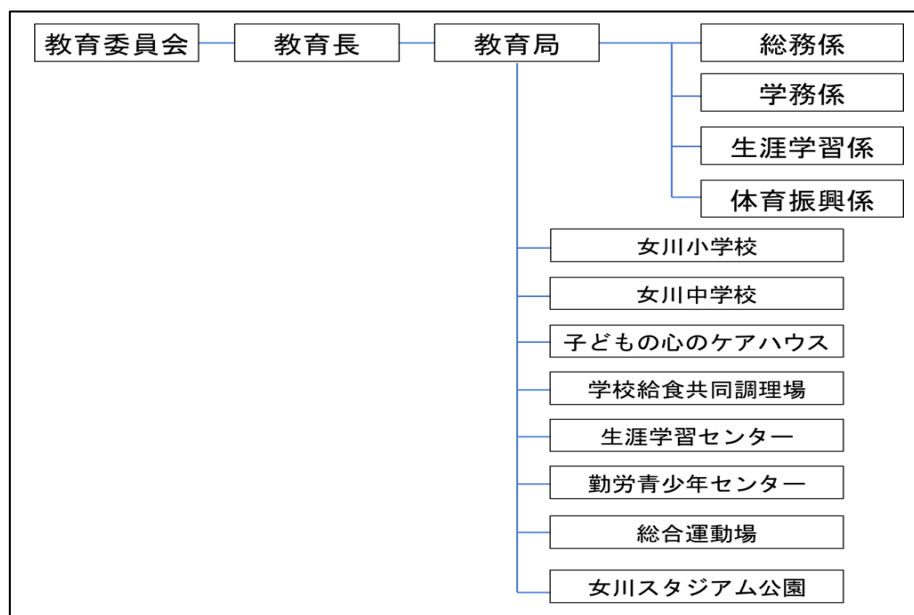 教育委員会
教育長
教育局
総務係
学務係
生涯学習係
体育振興係
女川小学校
女川中学校
子どもの心のケアハウス
学校給食共同調理場
生涯学習センター
勤労青少年センター
総合運動場
女川スタジアム公園